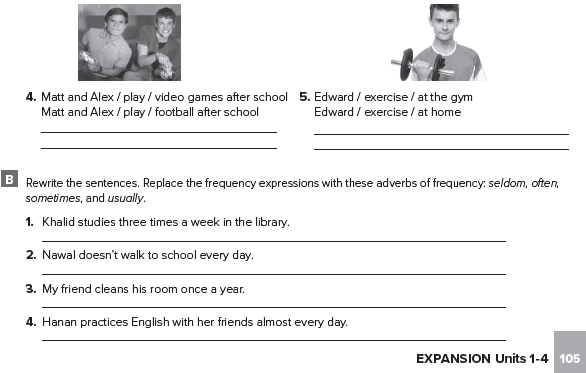 4. Matt and Alex / play / video games after school
Matt and Alex / play / football after school
5. Edward / exercise / at the gym
Edward / exercise / at home
B Rewrite the sentences. Replace the frequency expressions with these adverbs of frequency: seldom, often,
sometimes, and usually.
1. Khalid studies three times a week in the library.
2. Nawal doesn't walk to school every day.
3. My friend cleans his room once a year.
4. Hanan practices English with her friends almost every day.
EXPANSION Units 1-4 105